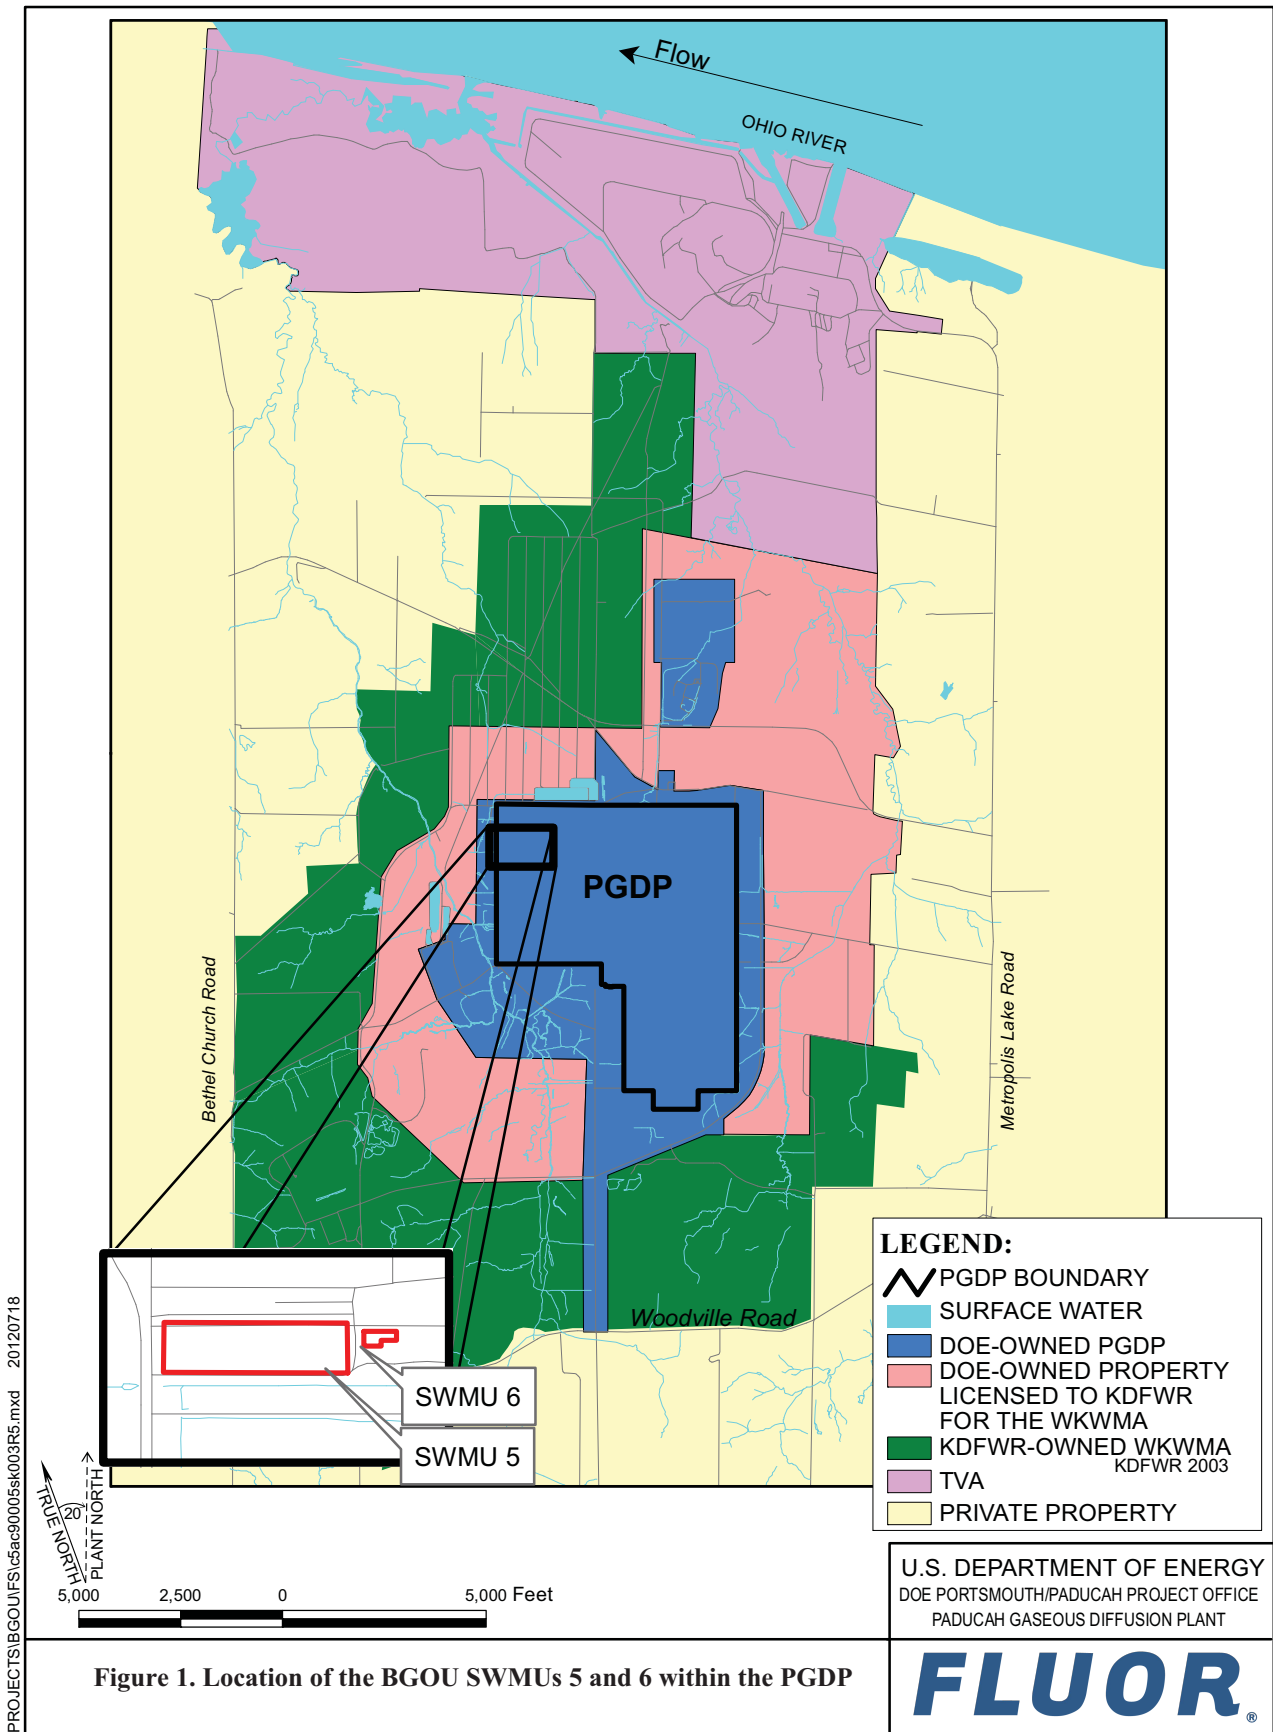 Flow
OHIO RIVER
PGDP
Bethel Church Road
Metropolis Lake Road
Woodville Road
SWMU 6
SWMU 5
LEGEND:
PGDP BOUNDARY
SURFACE WATER
DOE-OWNED PGDP
DOE-OWNED PROPERTY
LICENSED TO KDFWR
FOR THE WKWMA
KDFWR-OWNED WKWMA
KDFWR 2003
TVA
PRIVATE PROPERTY
PROJECTS\BGOU\FS\c5ac90005sk003R5.mxd 20120718
TRUE NORTH
20
PLANT NORTH
5,000 2,500 0 5,000 Feet
U.S. DEPARTMENT OF ENERGY
DOE PORTSMOUTH/PADUCAH PROJECT OFFICE
PADUCAH GASEOUS DIFFUSION PLANT
Figure 1. Location of the BGOU SWMUs 5 and 6 within the PGDP
FLUOR®